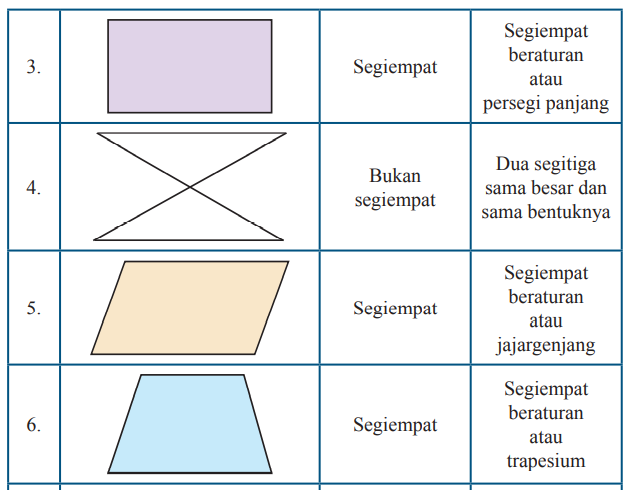 3.
Segiempat
Segiempat
beraturan
atau
persegi panjang
4.
Bukan
segiempat
Dua segitiga
sama besar dan
sama bentuknya
5.
Segiempat
Segiempat
beraturan
atau
jajargenjang
6.
Segiempat
Segiempat
beraturan
atau
trapesium